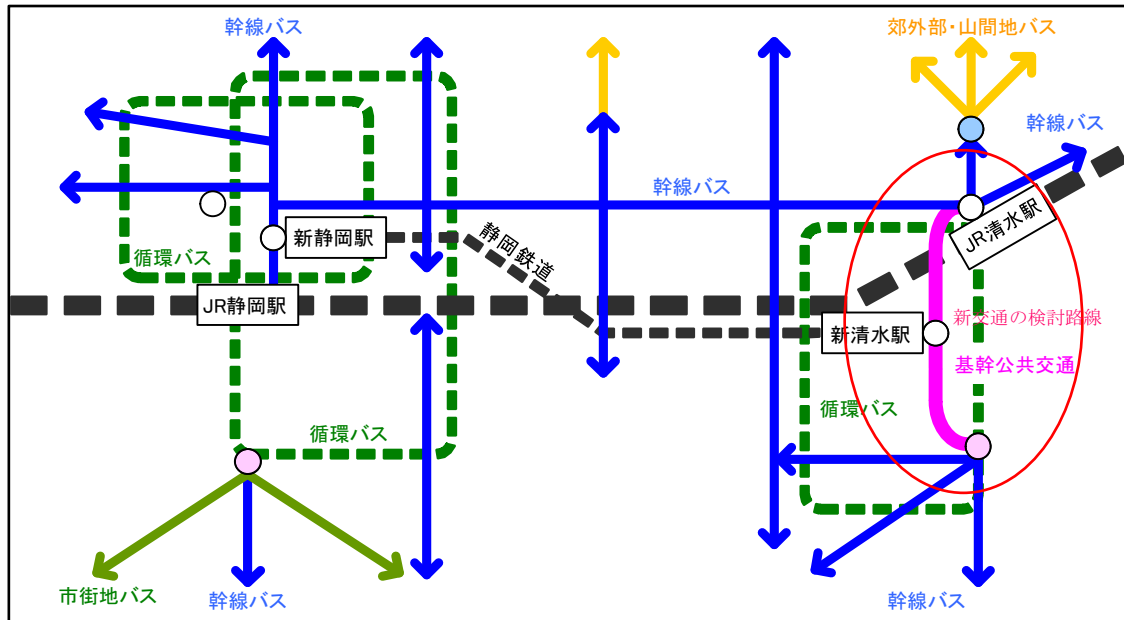 幹線バス
郊外部・山間地バス
幹線バス
幹線バス
新静岡駅
静岡鉄道
JR清水駅
循環バス
JR静岡駅
新清水駅
新交通の検討路線
基幹公共交通
循環バス
循環バス
市街地バス
幹線バス
幹線バス